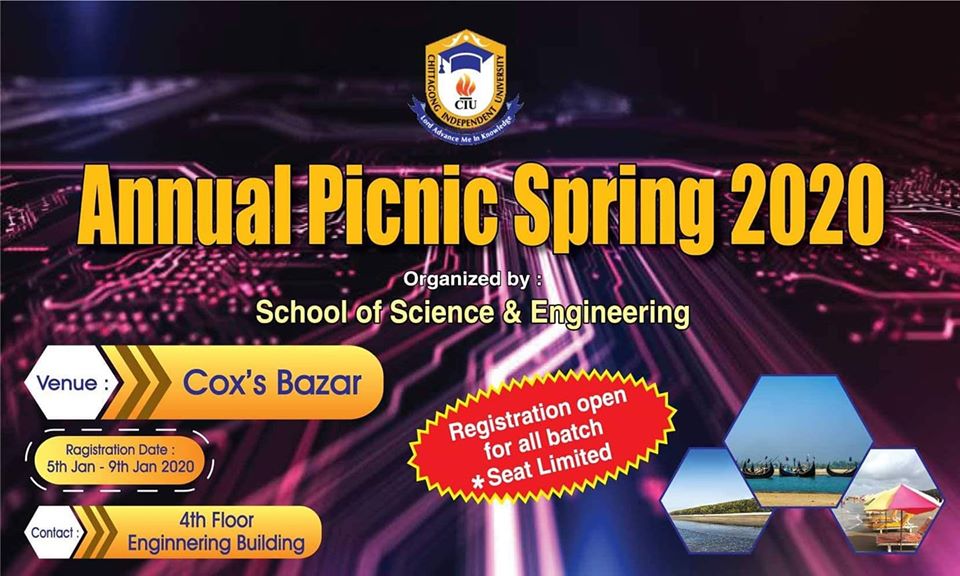 CHITTAGONG INDEPENDENT UNIVERSITY
CIU
Lord Advance Me In Knowledge
Annual Picnic Spring 2020
Organized by :
School of Science & Engineering
Venue :
Cox's Bazar
Ragistration Date :
5th Jan - 9th Jan 2020
Contact :
4th Floor
Enginnering Building
Registration open
for all batch
*Seat Limited